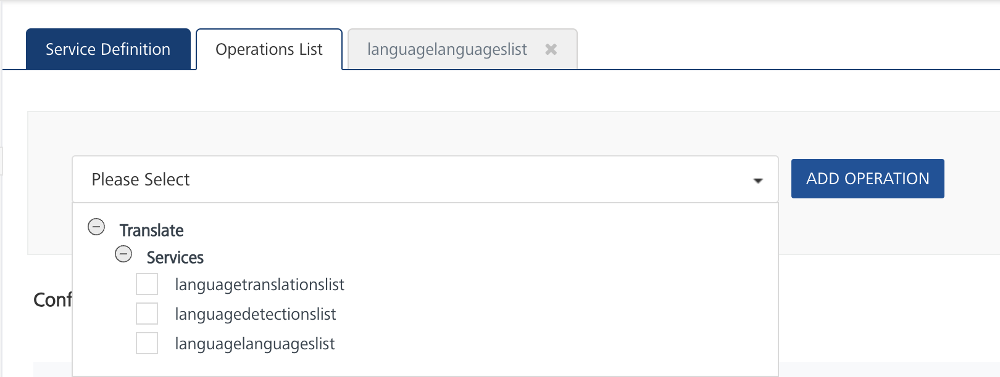 Service Definition
Operations List
languagelanguageslist
Please Select
ADD OPERATION
Translate
Services
languagetranslationslist
languagedetectionslist
languagelanguageslist
Conf